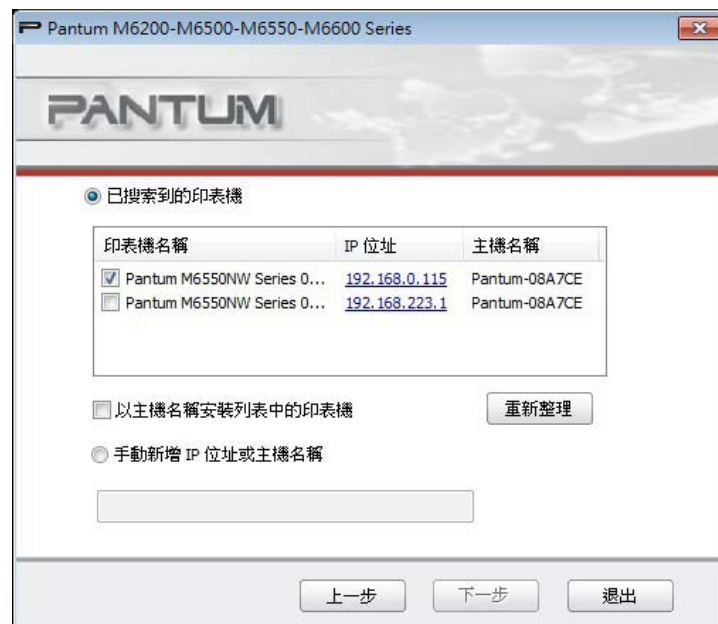 Pantum M6200-M6500-M6550-M6600 Series
PANTUM
已搜索到的印表機
印表機名稱 IP 位址 主機名稱
Pantum M6550NW Series 0... 192.168.0.115 Pantum-08A7CE
Pantum M6550NW Series 0... 192.168.223.1 Pantum-08A7CE
以主機名稱安裝列表中的印表機 重新整理
手動新增 IP 位址或主機名稱
上一步 下一步 退出